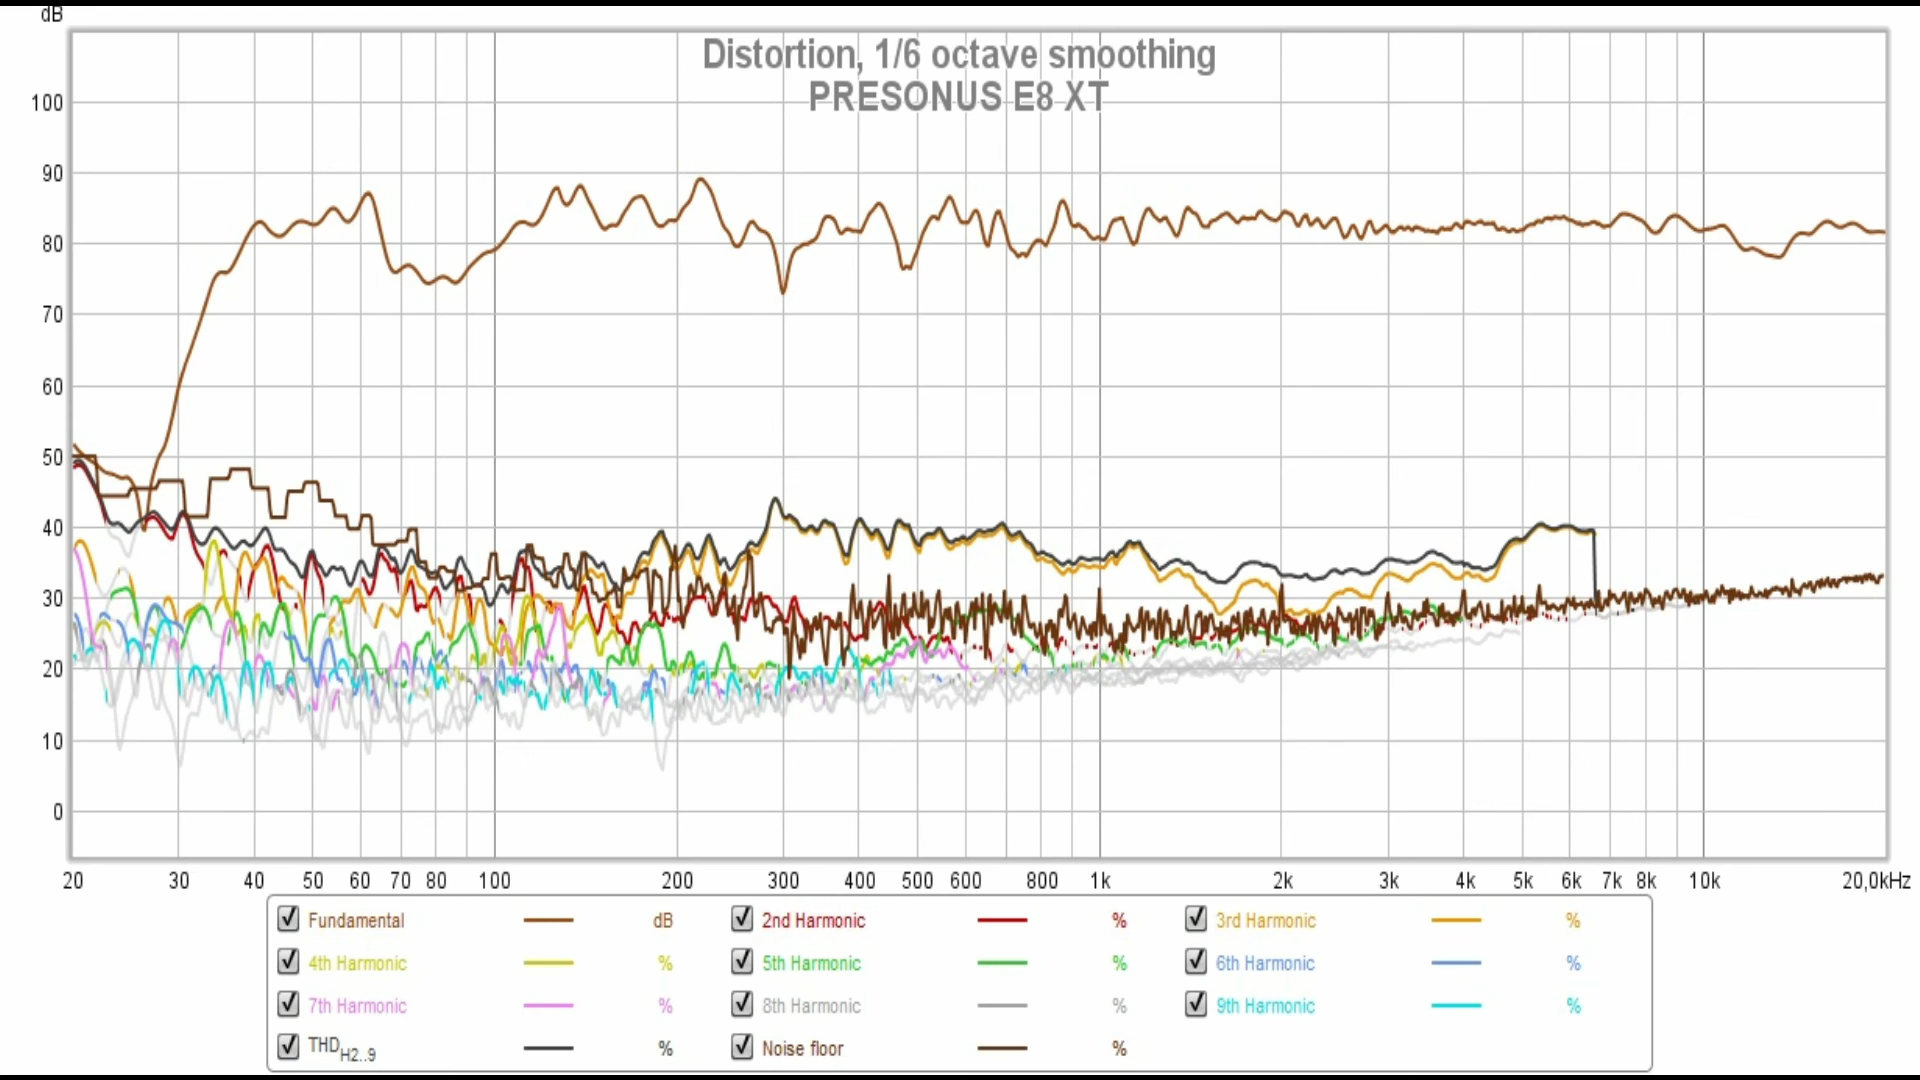 dB
Distortion, 1/6 octave smoothing
PRESONUS E8 XT
100
90
80
70
60
50
40
30
20
10
0
20 30 40 50 60 70 80 100 200 300 400 500 600 800 1k 2k 3k 4k 5k 6k 7k 8k 10k 20,0kHz
Fundamental dB 2nd Harmonic % 3rd Harmonic %
4th Harmonic % 5th Harmonic % 6th Harmonic %
7th Harmonic % 8th Harmonic % 9th Harmonic %
THD H2..9 % Noise floor %